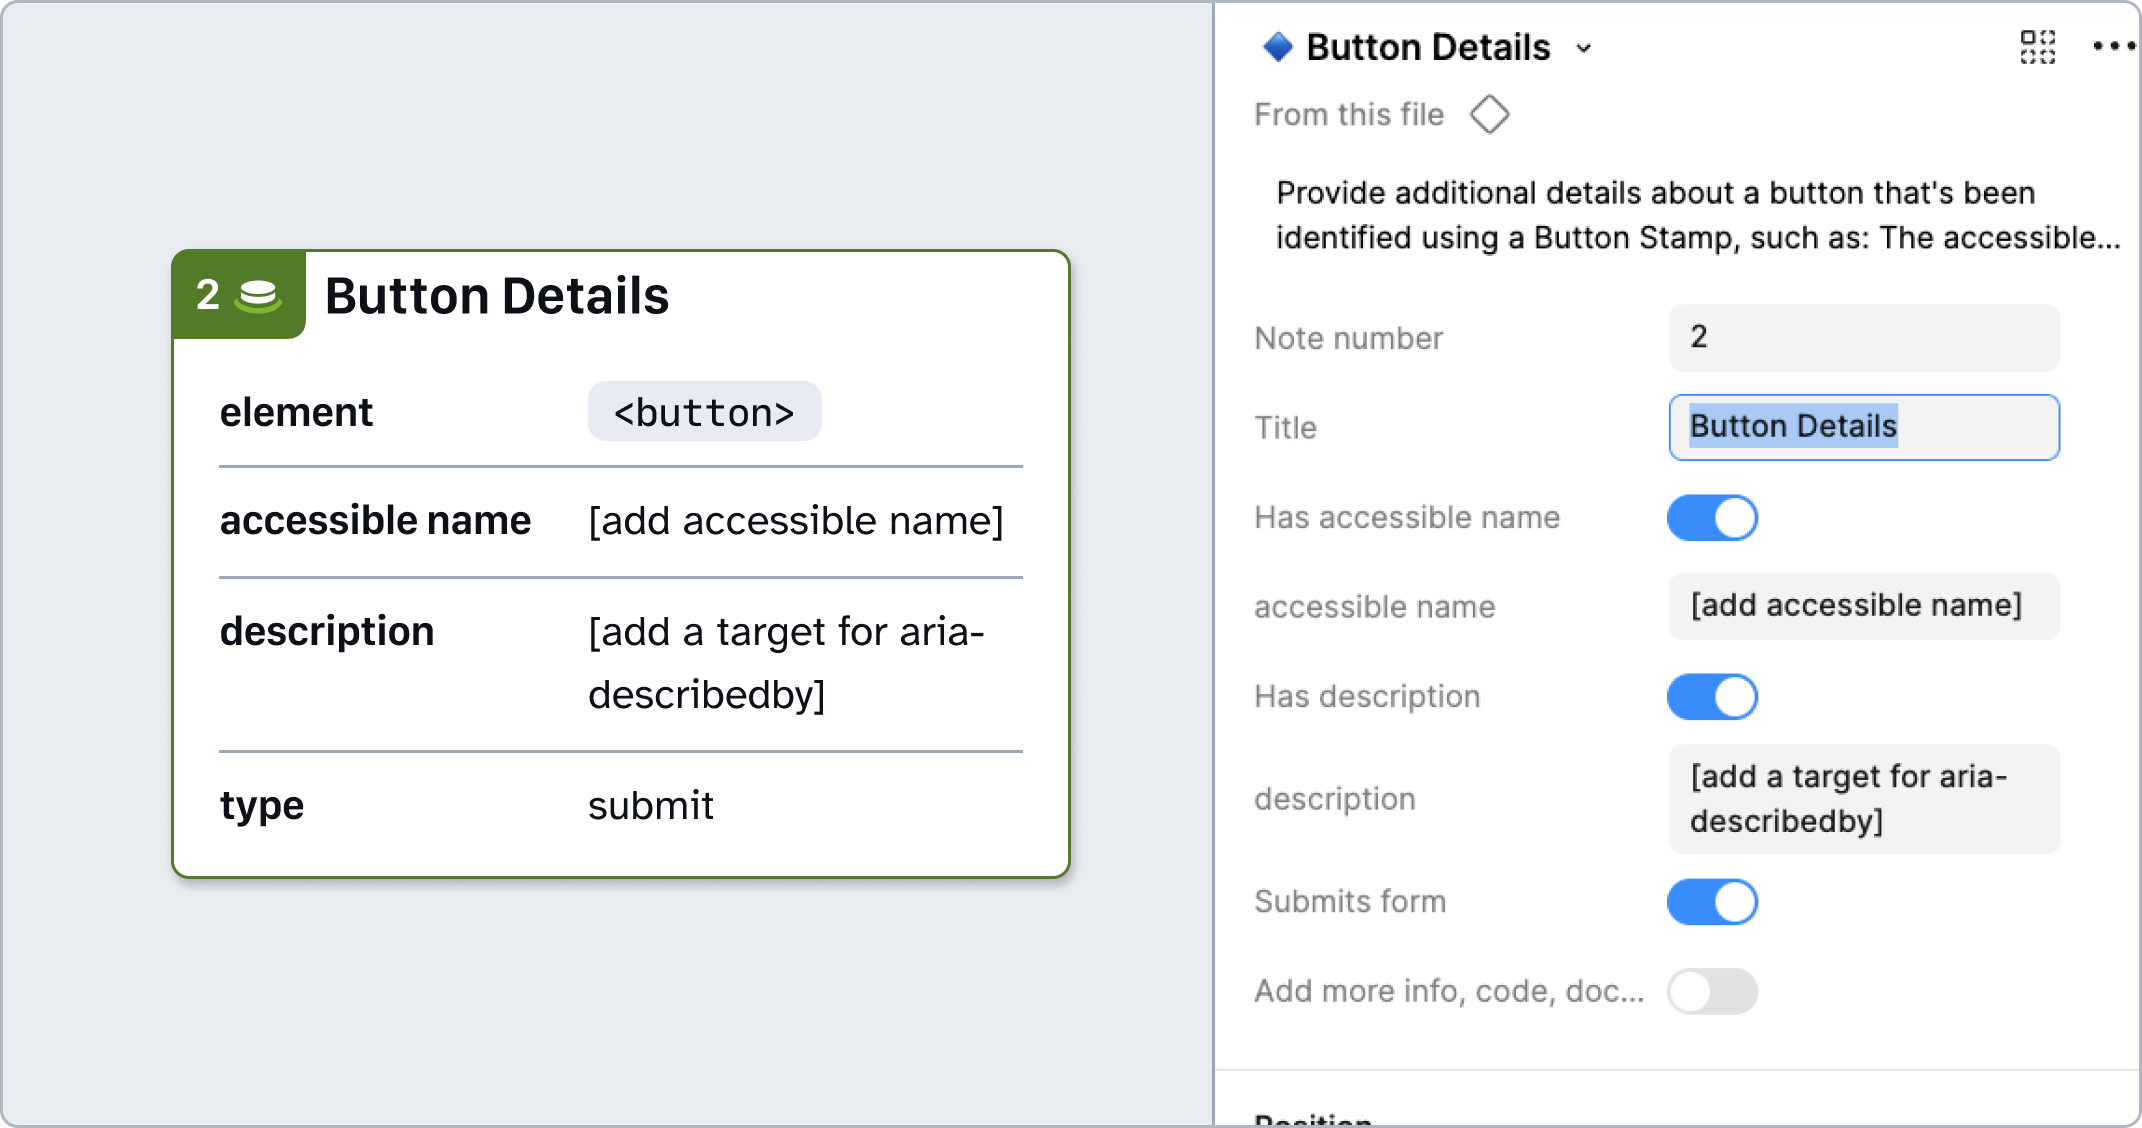 2 Button Details
element <button>
accessible name [add accessible name]
description [add a target for aria-
describedby]
type submit
Button Details
From this file
Provide additional details about a button that's been
identified using a Button Stamp, such as: The accessible...
Note number 2
Title Button Details
Has accessible name
accessible name [add accessible name]
Has description
description [add a target for aria-
describedby]
Submits form
Add more info, code, doc...
Position